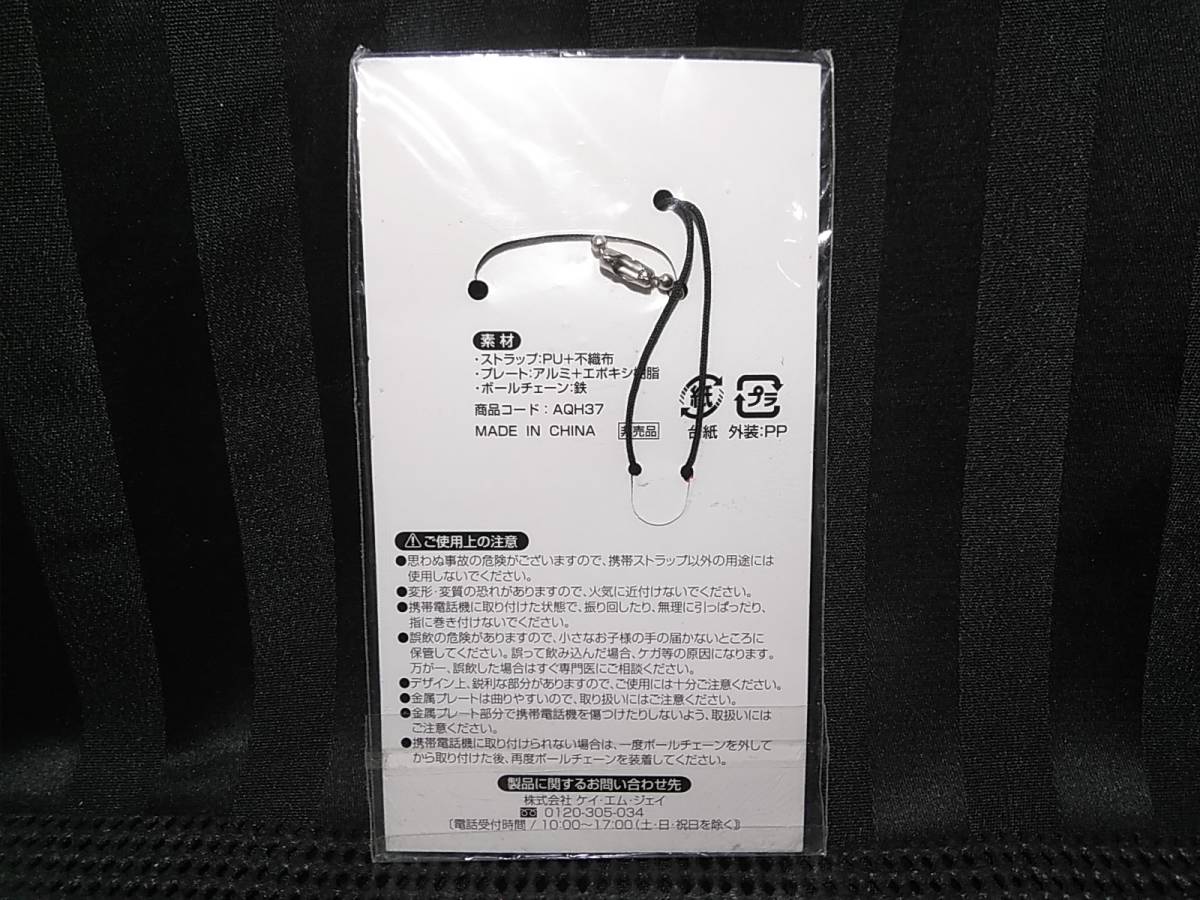 素材
・ストラップ:PU+不織布
・プレート:アルミ+エポキシ樹脂
・ボールチェーン:鉄
商品コード:AQH37
MADE IN CHINA 非売品
紙 プラ
台紙 外装:PP
ご使用上の注意
●思わぬ事故の危険がございますので、携帯ストラップ以外の用途には
使用しないでください。
●変形・変質の恐れがありますので、火気に近付けないでください。
●携帯電話機に取り付けた状態で、振り回したり、無理に引っぱったり、
指に巻き付けないでください。
●誤飲の危険がありますので、小さなお子様の手の届かないところに
保管してください。誤って飲み込んだ場合、ケガ等の原因になります。
万が一、誤飲した場合はすぐ専門医にご相談ください。
●デザイン上、鋭利な部分がありますので、ご使用には十分ご注意ください。
●金属プレートは曲りやすいので、取り扱いにはご注意ください。
●金属プレート部分で携帯電話機を傷つけたりしないよう、取扱いには
ご注意ください。
●携帯電話機に取り付けられない場合は、一度ボールチェーンを外して
から取り付けた後、再度ボールチェーンを装着してください。
製品に関するお問い合わせ先
株式会社 ケイ・エム・ジェイ
0120-305-034
〔電話受付時間/10:00〜17:00(土・日・祝日を除く)〕